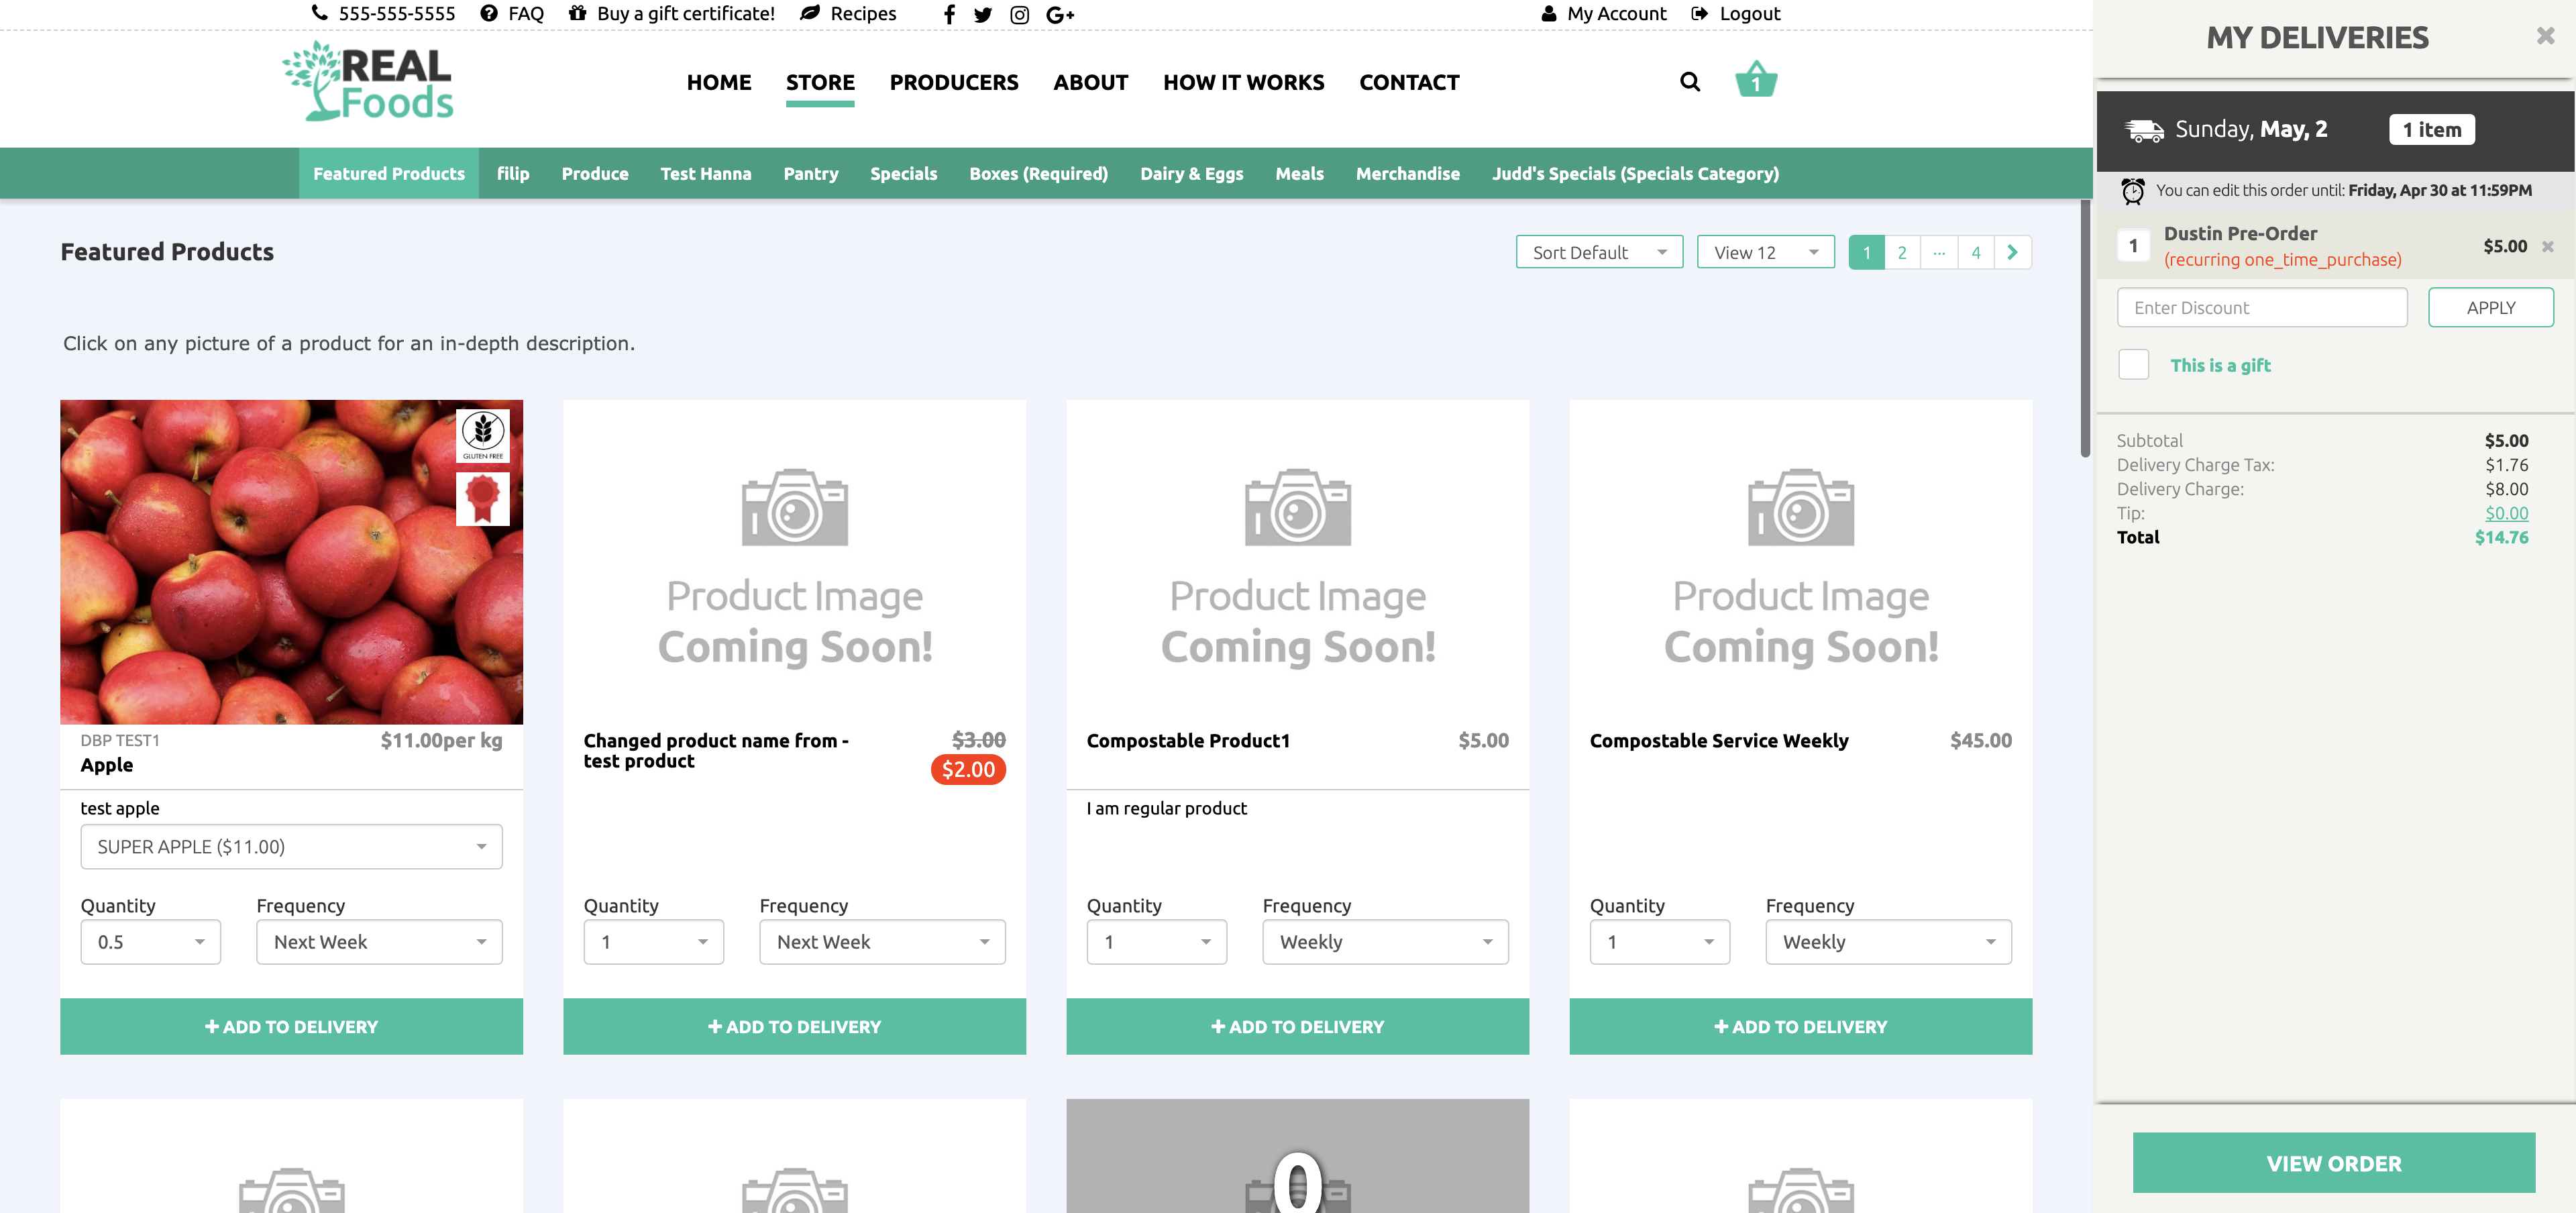 555-555-5555 FAQ Buy a gift certificate! Recipes G+ My Account Logout
REAL
Foods
HOME STORE PRODUCERS ABOUT HOW IT WORKS CONTACT 1
Featured Products filip Produce Test Hanna Pantry Specials Boxes (Required) Dairy & Eggs Meals Merchandise Judd's Specials (Specials Category)
Featured Products
Sort Default View 12 1 2 ... 4
Click on any picture of a product for an in-depth description.
GLUTEN FREE
DBP TEST1 $11.00per kg
Apple
test apple
SUPER APPLE ($11.00)
Quantity Frequency
0.5 Next Week
+ ADD TO DELIVERY
Product Image
Coming Soon!
Changed product name from - $3.00
test product $2.00
Quantity Frequency
1 Next Week
+ ADD TO DELIVERY
Product Image
Coming Soon!
Compostable Product1 $5.00
I am regular product
Quantity Frequency
1 Weekly
+ ADD TO DELIVERY
Product Image
Coming Soon!
Compostable Service Weekly $45.00
Quantity Frequency
1 Weekly
+ ADD TO DELIVERY
0
MY DELIVERIES
Sunday, May, 2 1 item
You can edit this order until: Friday, Apr 30 at 11:59PM
1 Dustin Pre-Order $5.00
(recurring one_time_purchase)
Enter Discount APPLY
This is a gift
Subtotal $5.00
Delivery Charge Tax: $1.76
Delivery Charge: $8.00
Tip: $0.00
Total $14.76
VIEW ORDER